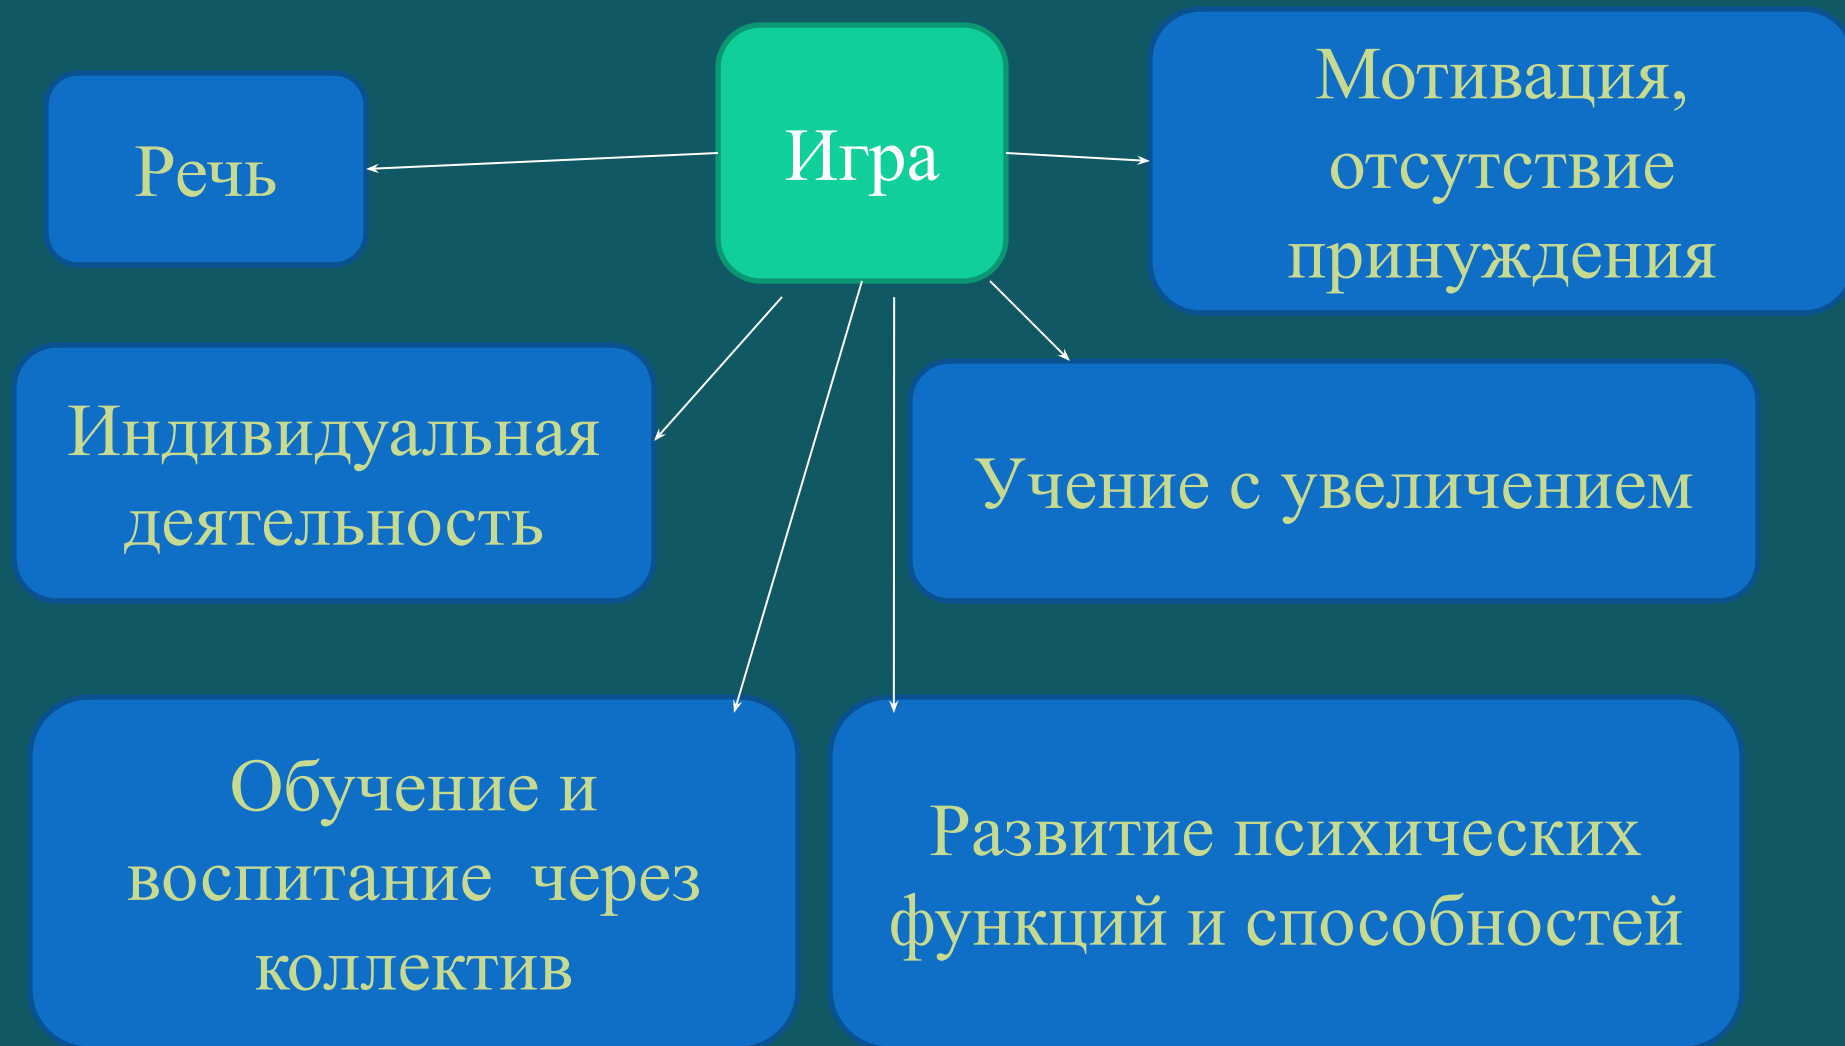 Игра
Речь
Мотивация,
отсутствие
принуждения
Индивидуальная
деятельность
Учение с увеличением
Обучение и
воспитание через
коллектив
Развитие психических
функций и способностей